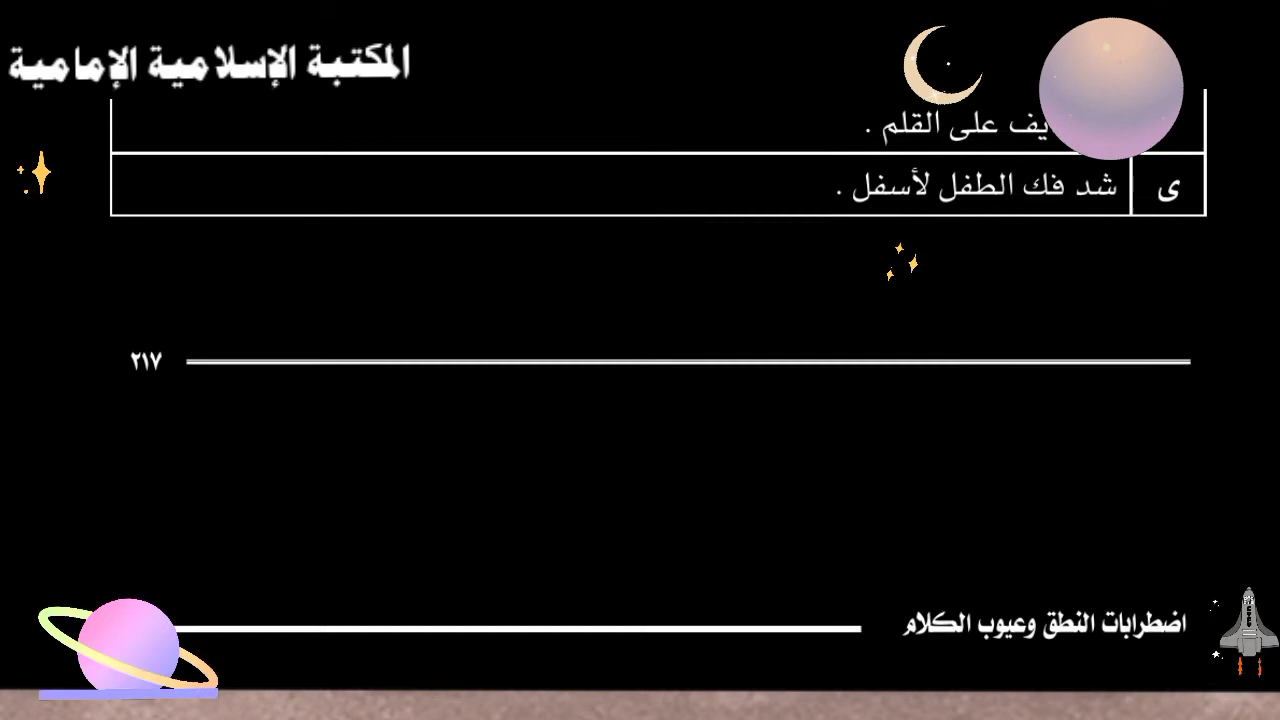 المكتبة الإسلامية الإمامية
على القلم .
ى شد فك الطفل لأسفل .
٢١٧
اضطرابات النطق وعيوب الكلام